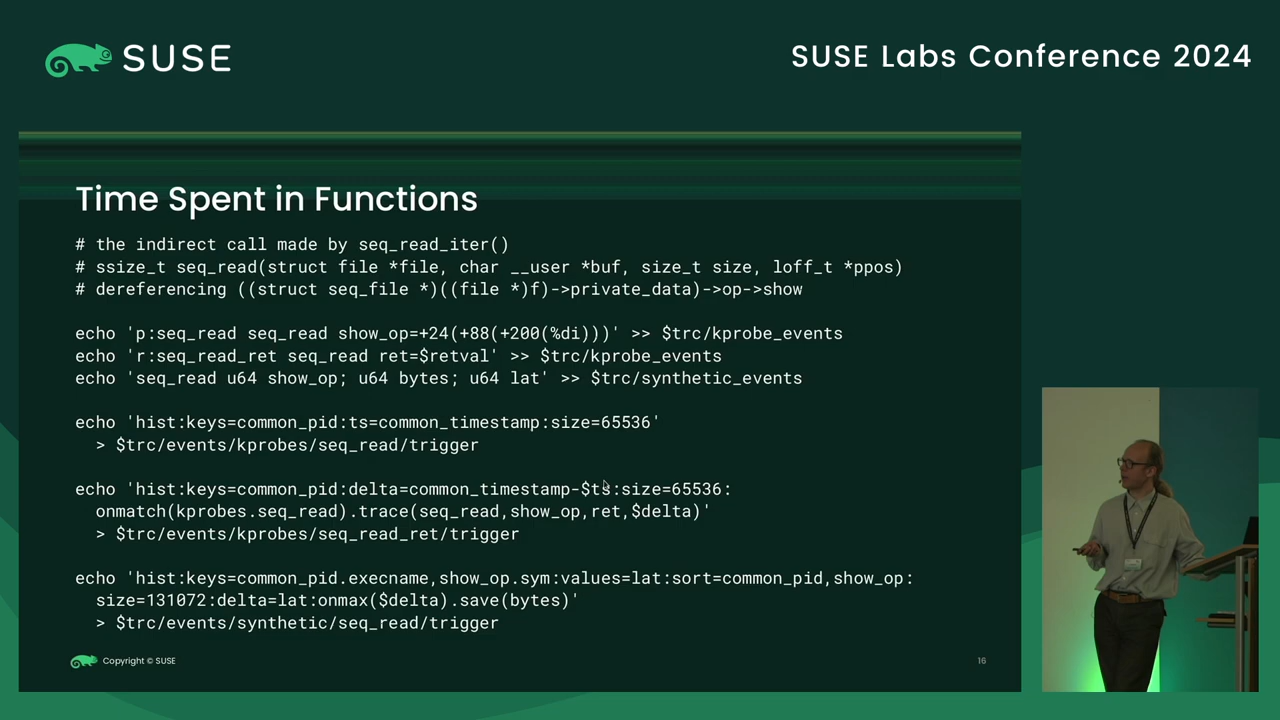 SUSE
SUSE Labs Conference 2024
Time Spent in Functions
# the indirect call made by seq_read_iter()
# ssize_t seq_read(struct file *file, char __user *buf, size_t size, loff_t *ppos)
# dereferencing ((struct seq_file *)((file *)f)->private_data)->op->show
echo 'p:seq_read seq_read show_op=+24(+88(+200(%di)))' >> $trc/kprobe_events
echo 'r:seq_read_ret seq_read ret=$retval' >> $trc/kprobe_events
echo 'seq_read u64 show_op; u64 bytes; u64 lat' >> $trc/synthetic_events
echo 'hist:keys=common_pid:ts=common_timestamp:size=65536'
> $trc/events/kprobes/seq_read/trigger
echo 'hist:keys=common_pid:delta=common_timestamp-$ts:size=65536:
onmatch(kprobes.seq_read).trace(seq_read,show_op,ret,$delta)'
> $trc/events/kprobes/seq_read_ret/trigger
echo 'hist:keys=common_pid.execname,show_op.sym:values=lat:sort=common_pid,show_op:
size=131072:delta=lat:onmax($delta).save(bytes)'
> $trc/events/synthetic/seq_read/trigger
Copyright © SUSE
16